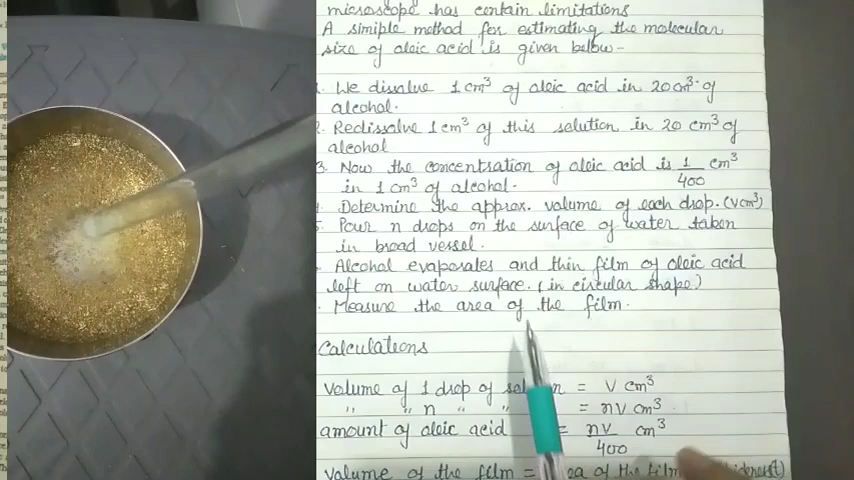 microscope has contain limitations
A simiple method for estimating the molecular
size of oleic acid is given below -
1. We dissolve 1 cm³ of oleic acid in 20 cm³ of
alcohol.
2. Redissolve 1 cm³ of this solution in 20 cm³ of
alcohol
3. Now the concentration of oleic acid is 1/400 cm³
in 1 cm³ of alcohol.
Determine the approx. volume of each drop. (V cm³)
Pour n drops on the surface of water taken
in broad vessel.
Alcohol evaporates and thin film of oleic acid
left on water surface. (in circular shape)
Measure the area of the film.
Calculations
volume of 1 drop of = V cm³
" " n " " = nV cm³
amount of oleic acid = nV/400 cm³
volume of the film = of the film